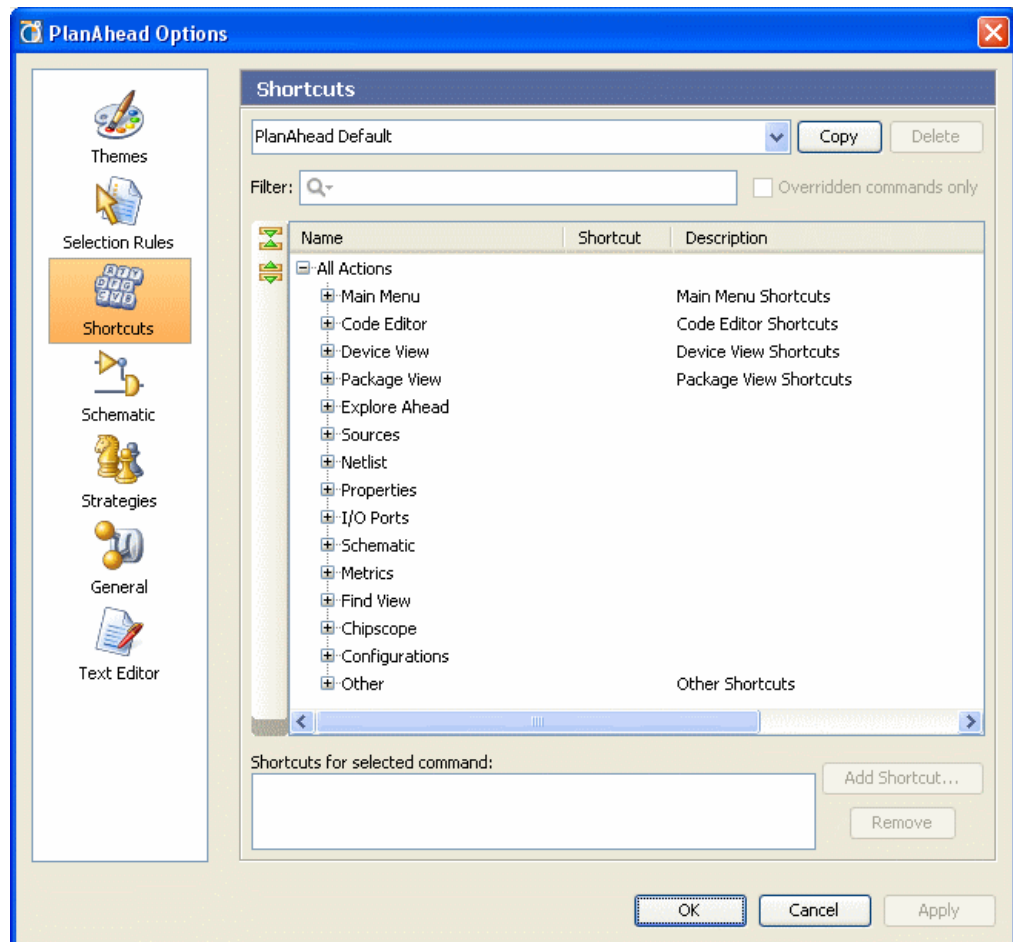 PlanAhead Options
Themes
Selection Rules
Shortcuts
Schematic
Strategies
General
Text Editor
Shortcuts
PlanAhead Default
Copy
Delete
Filter:
Overridden commands only
Name Shortcut Description
All Actions
Main Menu Main Menu Shortcuts
Code Editor Code Editor Shortcuts
Device View Device View Shortcuts
Package View Package View Shortcuts
Explore Ahead
Sources
Netlist
Properties
I/O Ports
Schematic
Metrics
Find View
Chipscope
Configurations
Other Other Shortcuts
Shortcuts for selected command:
Add Shortcut...
Remove
OK Cancel Apply